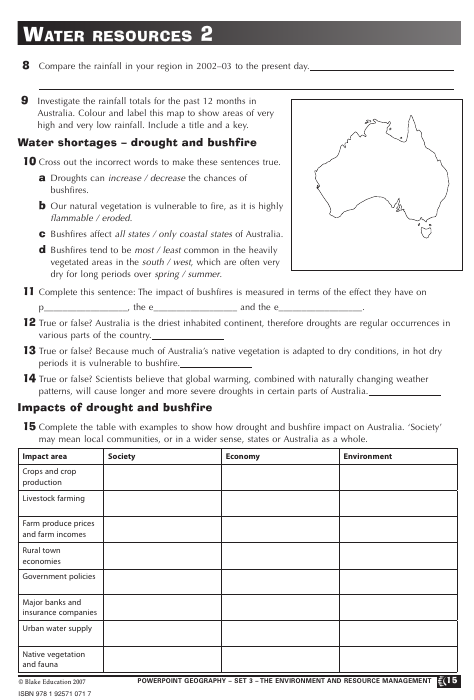 WATER RESOURCES 2
8 Compare the rainfall in your region in 2002–03 to the present day.
9 Investigate the rainfall totals for the past 12 months in
Australia. Colour and label this map to show areas of very
high and very low rainfall. Include a title and a key.
Water shortages – drought and bushfire
10 Cross out the incorrect words to make these sentences true.
a Droughts can increase / decrease the chances of
bushfires.
b Our natural vegetation is vulnerable to fire, as it is highly
flammable / eroded.
c Bushfires affect all states / only coastal states of Australia.
d Bushfires tend to be most / least common in the heavily
vegetated areas in the south / west, which are often very
dry for long periods over spring / summer.
11 Complete this sentence: The impact of bushfires is measured in terms of the effect they have on
p__________________, the e__________________ and the e__________________.
12 True or false? Australia is the driest inhabited continent, therefore droughts are regular occurrences in
various parts of the country.
13 True or false? Because much of Australia's native vegetation is adapted to dry conditions, in hot dry
periods it is vulnerable to bushfire.
14 True or false? Scientists believe that global warming, combined with naturally changing weather
patterns, will cause longer and more severe droughts in certain parts of Australia.
Impacts of drought and bushfire
15 Complete the table with examples to show how drought and bushfire impact on Australia. 'Society'
may mean local communities, or in a wider sense, states or Australia as a whole.
Impact area Society Economy Environment
Crops and crop
production
Livestock farming
Farm produce prices
and farm incomes
Rural town
economies
Government policies
Major banks and
insurance companies
Urban water supply
Native vegetation
and fauna
© Blake Education 2007 POWERPOINT GEOGRAPHY – SET 3 – THE ENVIRONMENT AND RESOURCE MANAGEMENT 15
ISBN 978 1 92571 071 7